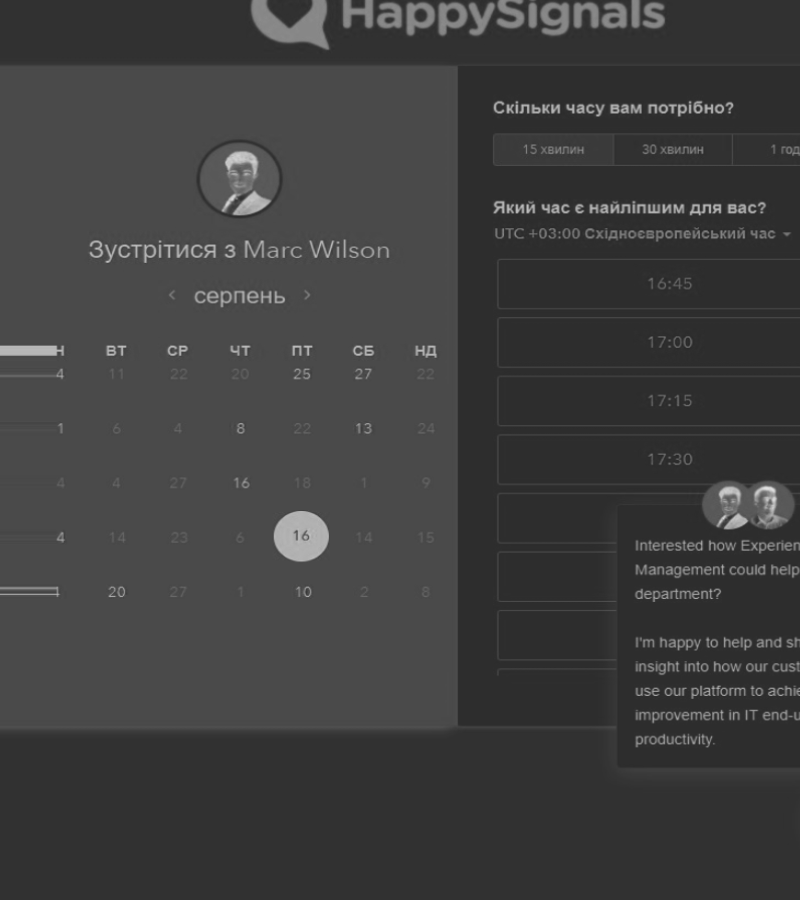 HappySignals
Зустрітися з Marc Wilson
серпень
ВТ СР ЧТ ПТ СБ НД
4 11 22 20 25 27 22
1 6 4 8 22 13 24
4 4 27 16 18 1 9
4 14 23 6 16 14 15
20 27 1 10 2 8
Скільки часу вам потрібно?
15 хвилин 30 хвилин 1 год
Який час є найліпшим для вас?
UTC +03:00 Східноєвропейський час
16:45
17:00
17:15
17:30
Interested how Experien
Management could help
department?
I'm happy to help and sh
insight into how our cust
use our platform to achie
improvement in IT end-u
productivity.